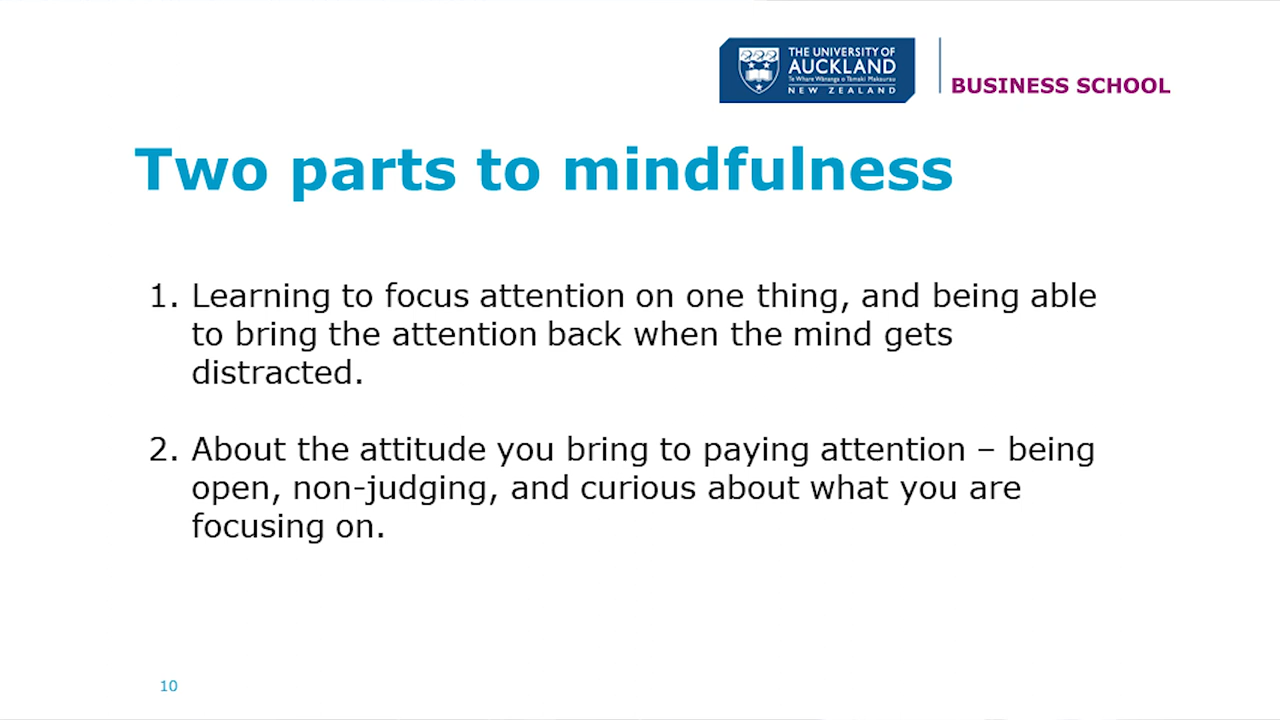 THE UNIVERSITY OF
AUCKLAND
Te Whare Wānanga o Tāmaki Makaurau
NEW ZEALAND
BUSINESS SCHOOL
Two parts to mindfulness
1. Learning to focus attention on one thing, and being able
to bring the attention back when the mind gets
distracted.
2. About the attitude you bring to paying attention – being
open, non-judging, and curious about what you are
focusing on.
10